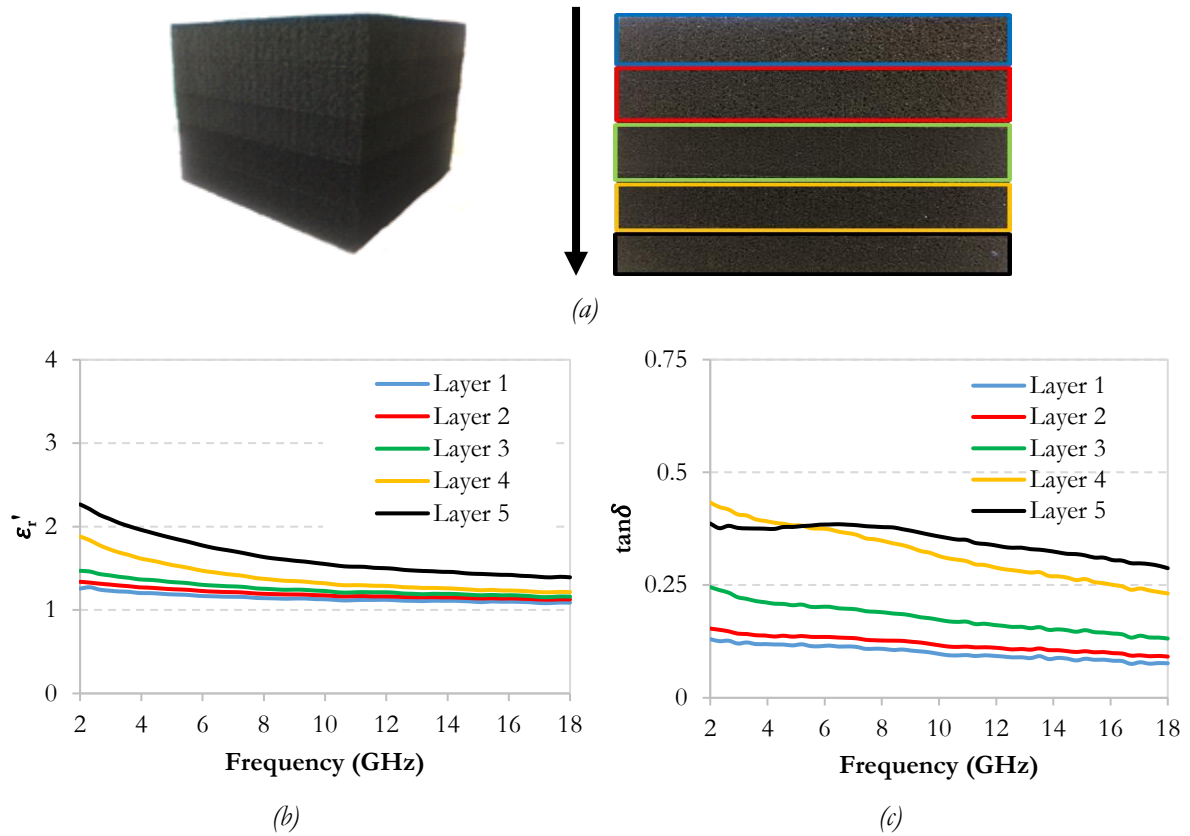 (a)
4
3
2
1
0
εr'
Layer 1
Layer 2
Layer 3
Layer 4
Layer 5
2 4 6 8 10 12 14 16 18
Frequency (GHz)
(b)
0.75
0.5
0.25
0
tanδ
Layer 1
Layer 2
Layer 3
Layer 4
Layer 5
2 4 6 8 10 12 14 16 18
Frequency (GHz)
(c)